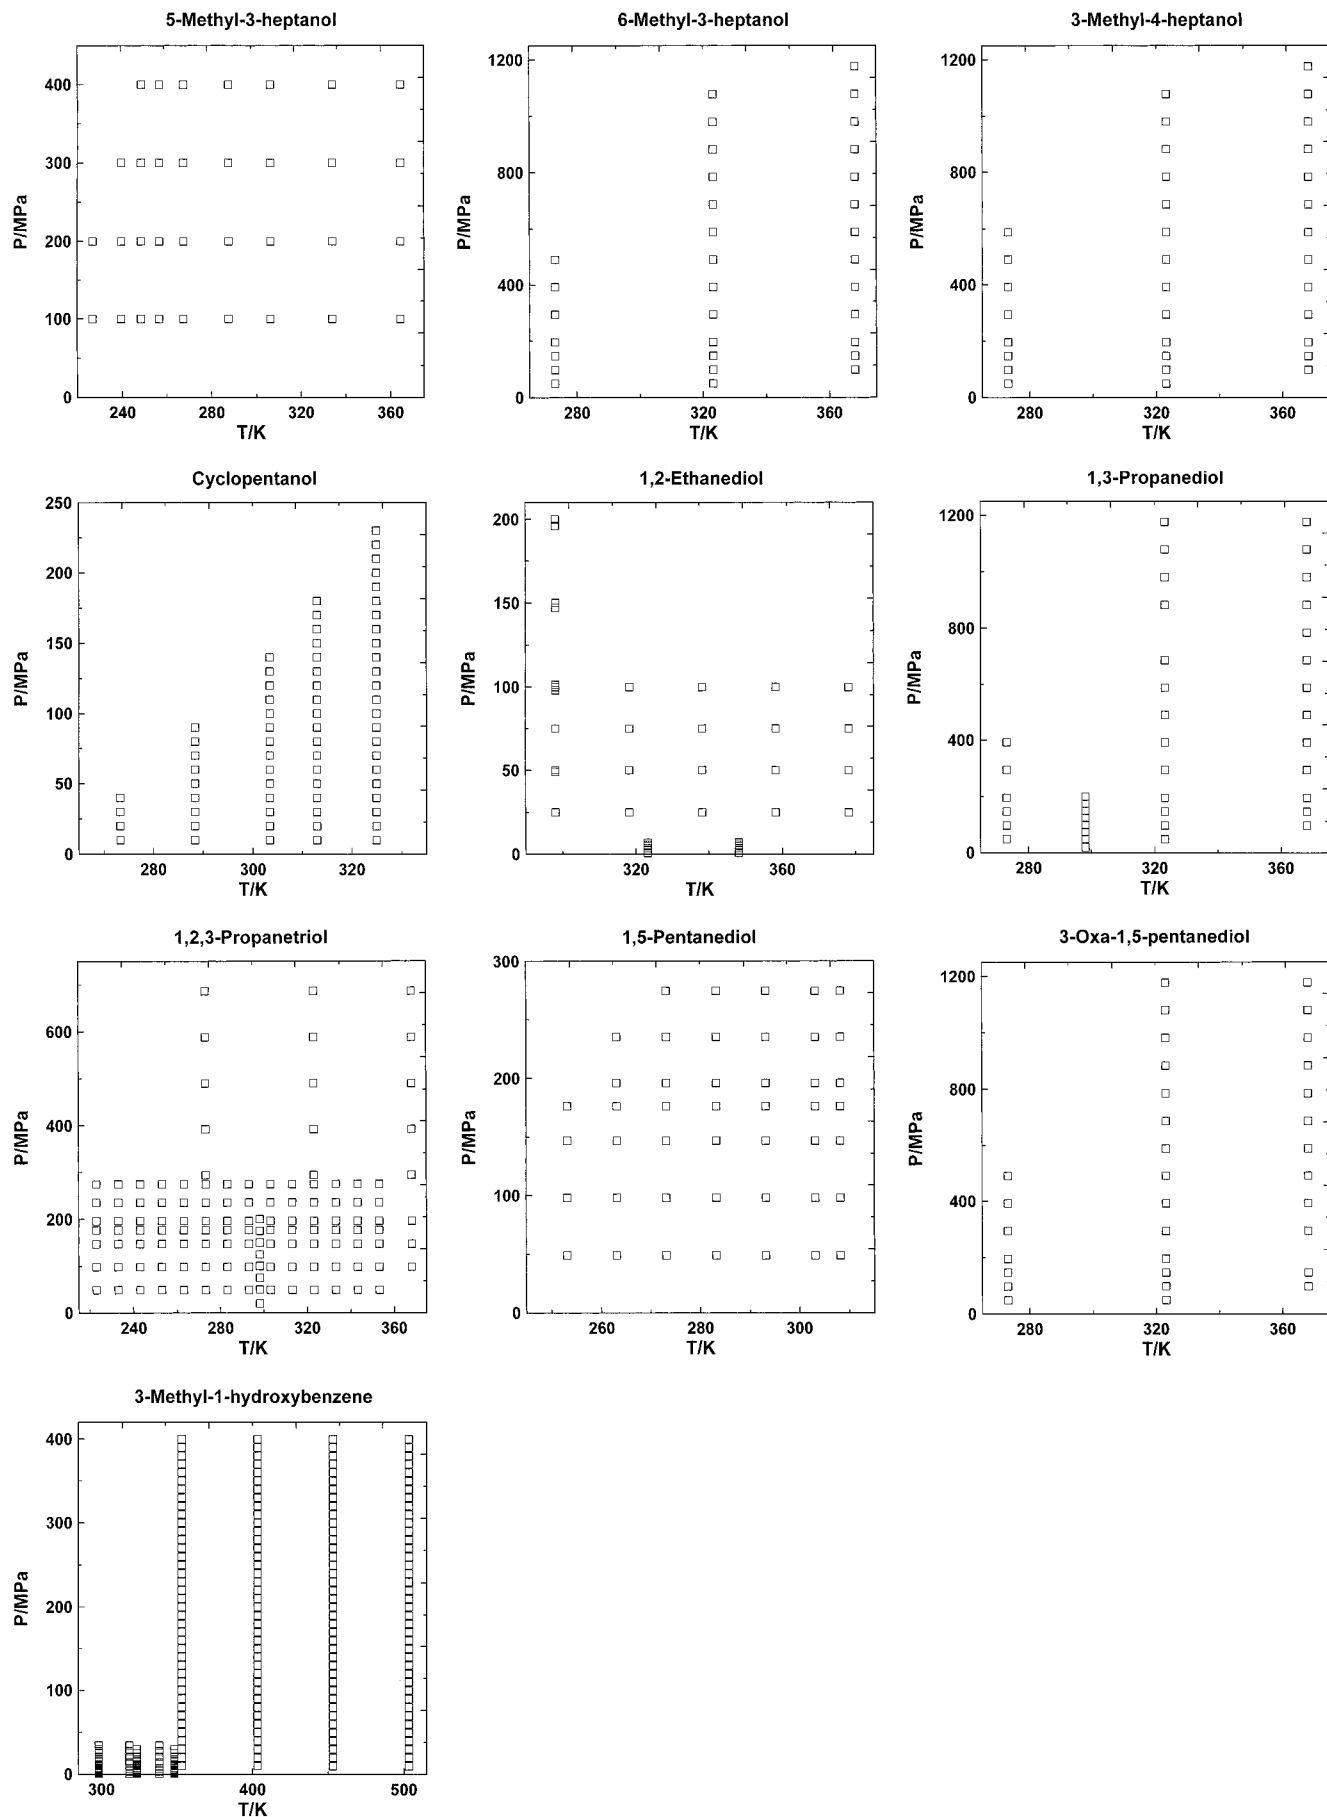 5-Methyl-3-heptanol
6-Methyl-3-heptanol
3-Methyl-4-heptanol
P/MPa
400
300
200
100
0
240
280
320
360
T/K
P/MPa
1200
800
400
0
280
320
360
T/K
P/MPa
1200
800
400
0
280
320
360
T/K
Cyclopentanol
1,2-Ethanediol
1,3-Propanediol
P/MPa
250
200
150
100
50
0
280
300
320
T/K
P/MPa
200
150
100
50
0
320
360
T/K
P/MPa
1200
800
400
0
280
320
360
T/K
1,2,3-Propanetriol
1,5-Pentanediol
3-Oxa-1,5-pentanediol
P/MPa
600
400
200
0
240
280
320
360
T/K
P/MPa
300
200
100
0
260
280
300
T/K
P/MPa
1200
800
400
0
280
320
360
T/K
3-Methyl-1-hydroxybenzene
P/MPa
400
300
200
100
0
300
400
500
T/K